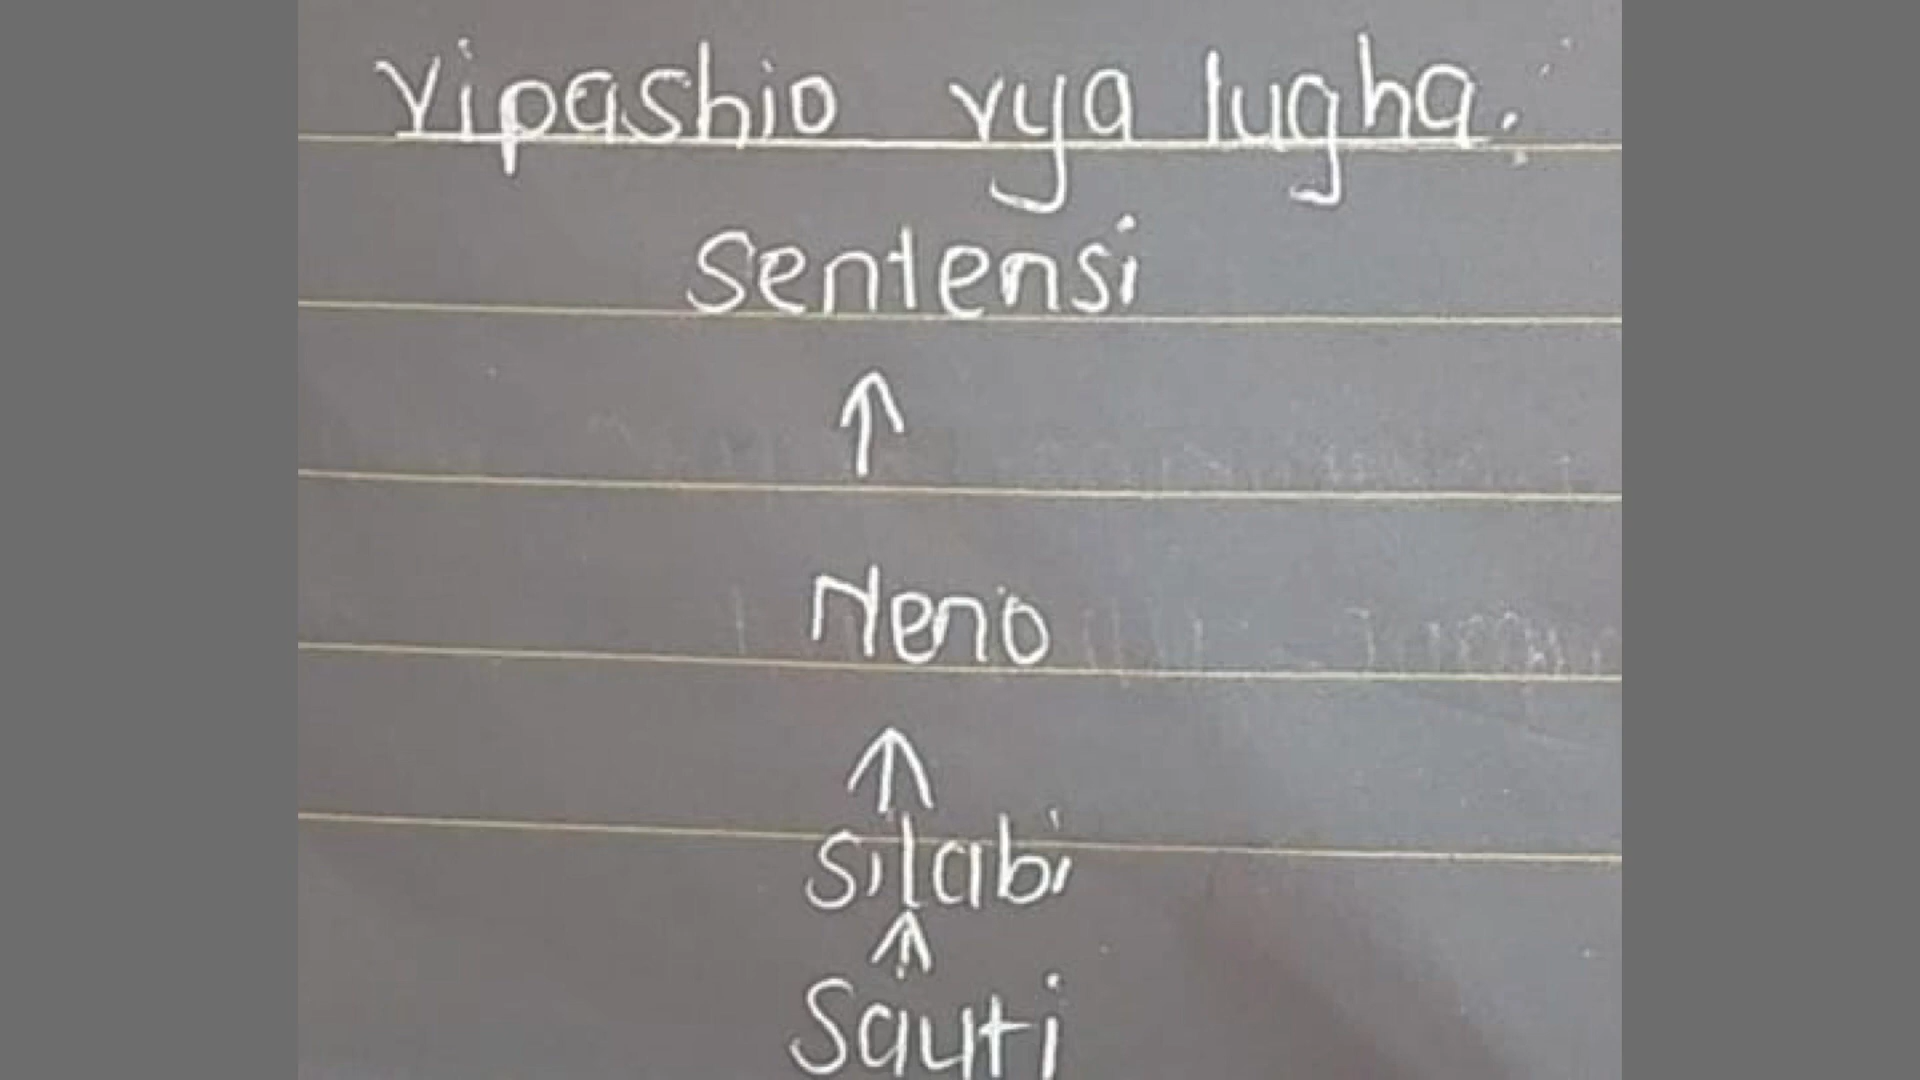 Vipashio vya lugha.
Sentensi
↑
Neno
↑
Silabi
↑
Sauti